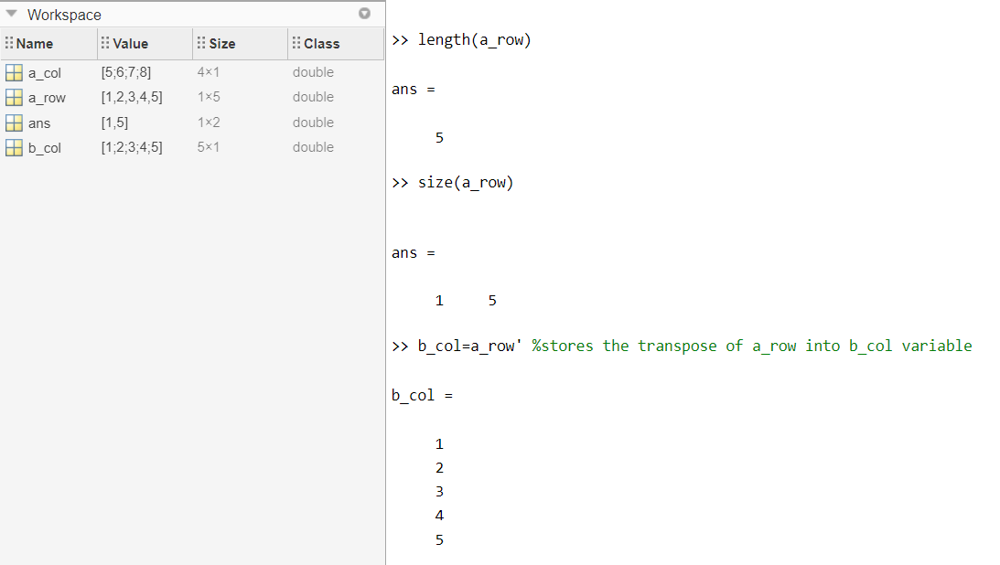 Workspace
Name Value Size Class
a_col [5;6;7;8] 4×1 double
a_row [1,2,3,4,5] 1×5 double
ans [1,5] 1×2 double
b_col [1;2;3;4;5] 5×1 double
>> length(a_row)
ans =
5
>> size(a_row)
ans =
1 5
>> b_col=a_row' %stores the transpose of a_row into b_col variable
b_col =
1
2
3
4
5